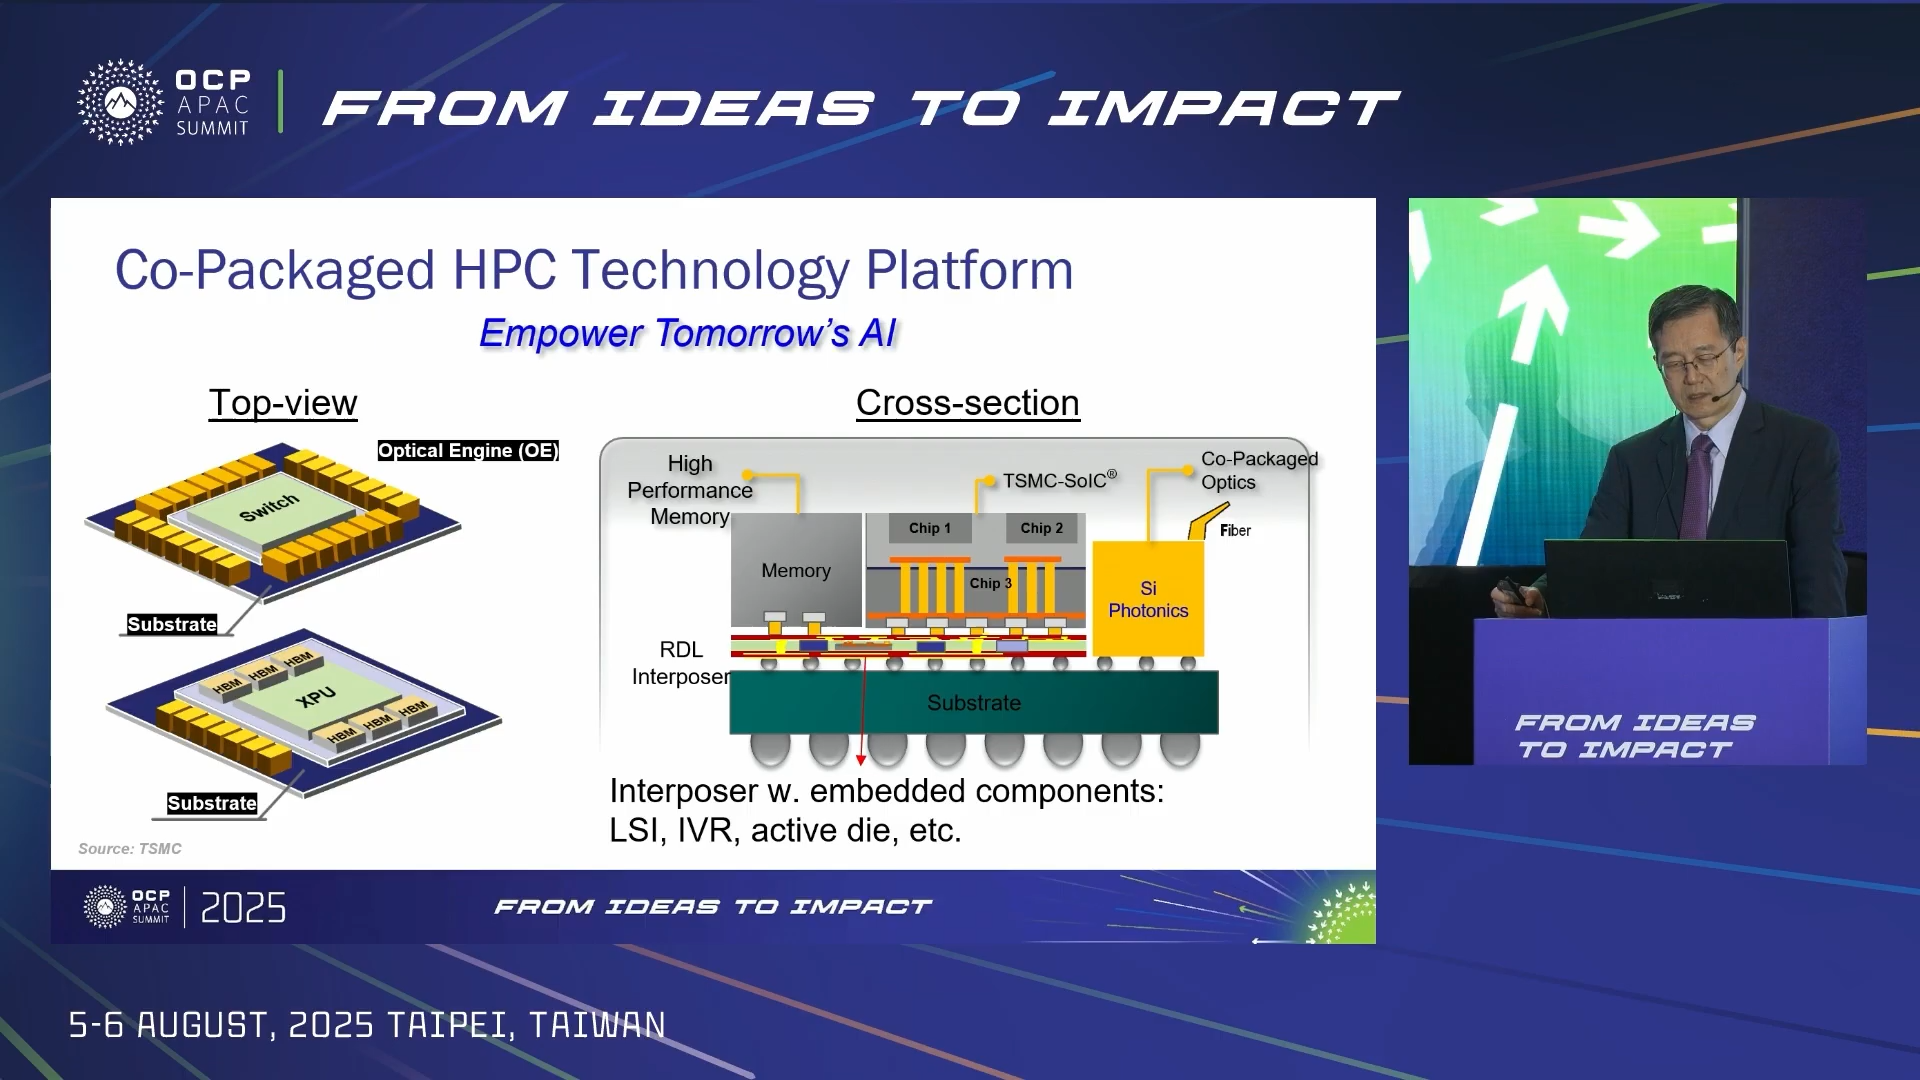 OCP
APAC
SUMMIT
FROM IDEAS TO IMPACT
Co-Packaged HPC Technology Platform
Empower Tomorrow's AI
Top-view
Optical Engine (OE)
Switch
Substrate
HBM
HBM
HBM
XPU
HBM
HBM
HBM
Substrate
Source: TSMC
Cross-section
High
Performance
Memory
TSMC-SoIC®
Co-Packaged
Optics
Fiber
Chip 1
Chip 2
Memory
Chip 3
Si
Photonics
RDL
Interposer
Substrate
Interposer w. embedded components:
LSI, IVR, active die, etc.
OCP
APAC
SUMMIT
2025
FROM IDEAS TO IMPACT
FROM IDEAS
TO IMPACT
5-6 AUGUST, 2025 TAIPEI, TAIWAN